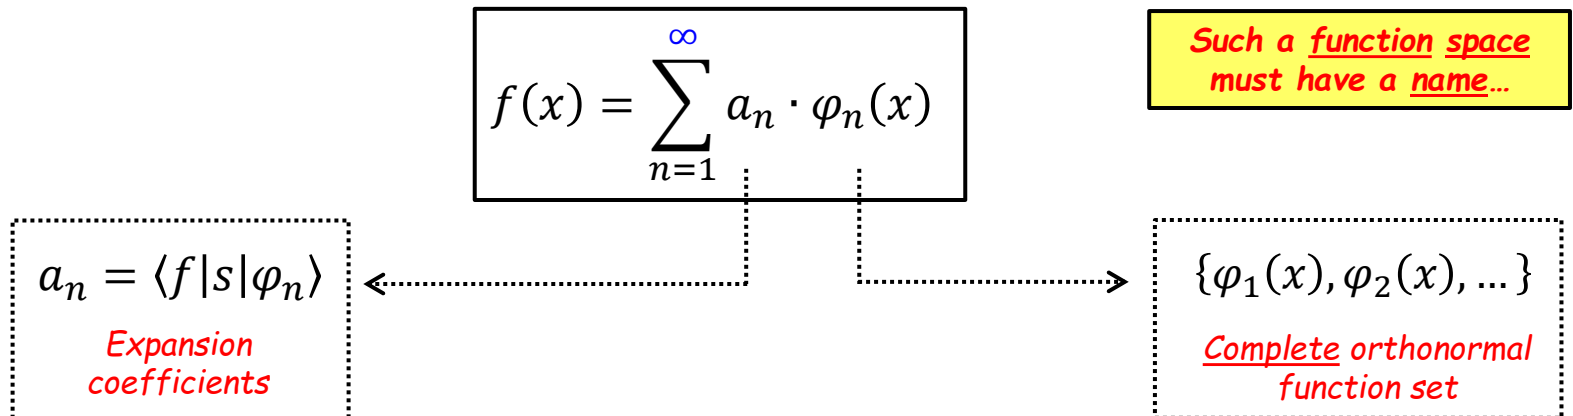 f(x) = ∑_{n=1}^{∞} a_n · φ_n(x)
Such a function space
must have a name…
a_n = ⟨f|s|φ_n⟩
Expansion
coefficients
{φ_1(x), φ_2(x), … }
Complete orthonormal
function set